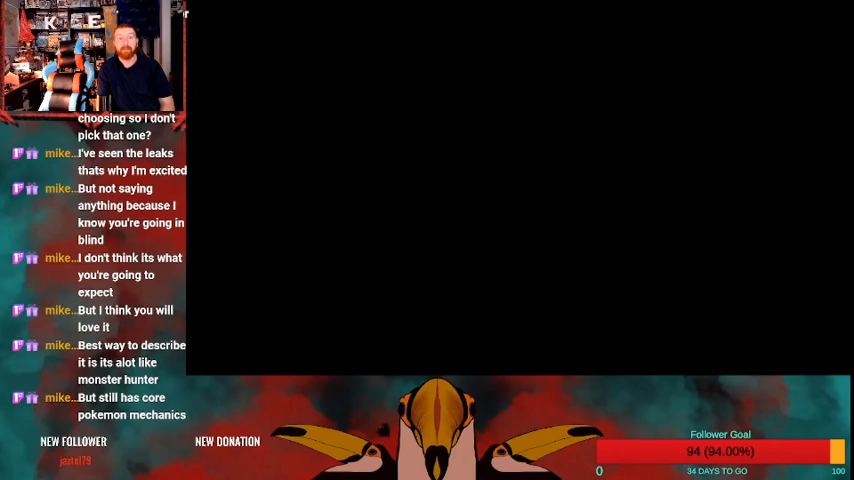 K E
choosing so I don't
pick that one?
mike... I've seen the leaks
thats why I'm excited
mike... But not saying
anything because I
know you're going in
blind
mike... I don't think its what
you're going to
expect
mike... But I think you will
love it
mike... Best way to describe
it is its alot like
monster hunter
mike... But still has core
pokemon mechanics
NEW FOLLOWER
jaztel79
NEW DONATION
Follower Goal
94 (94.00%)
0 34 DAYS TO GO 100